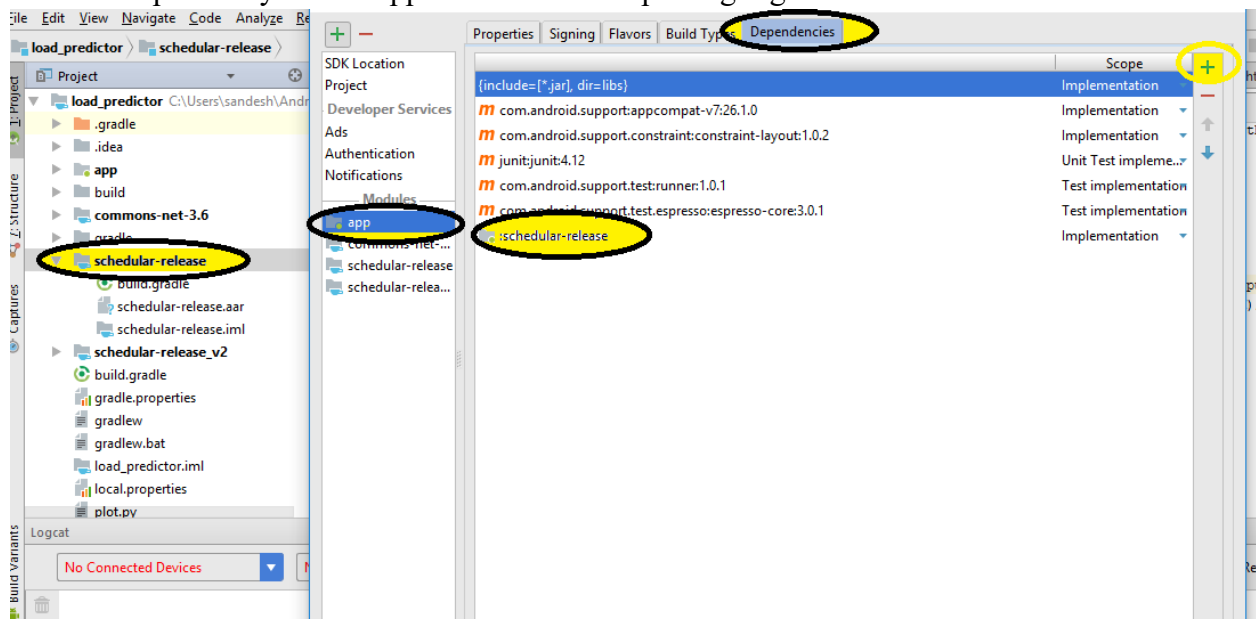 File Edit View Navigate Code Analyze Re
load_predictor schedular-release
Project
load_predictor C:\Users\sandesh\Andr
.gradle
.idea
app
build
commons-net-3.6
gradle
schedular-release
build.gradle
schedular-release.aar
schedular-release.iml
schedular-release_v2
build.gradle
gradle.properties
gradlew
gradlew.bat
load_predictor.iml
local.properties
plot.py
Logcat
No Connected Devices
1: Project
Z: Structure
Captures
Build Variants
SDK Location
Project
Developer Services
Ads
Authentication
Notifications
Modules
app
commons-net-...
schedular-release
schedular-relea...
Properties Signing Flavors Build Types Dependencies
Scope
{include=[*.jar], dir=libs} Implementation
m com.android.support:appcompat-v7:26.1.0 Implementation
m com.android.support.constraint:constraint-layout:1.0.2 Implementation
m junit:junit:4.12 Unit Test impleme...
m com.android.support.test:runner:1.0.1 Test implementation
m com.android.support.test.espresso:espresso-core:3.0.1 Test implementation
:schedular-release Implementation